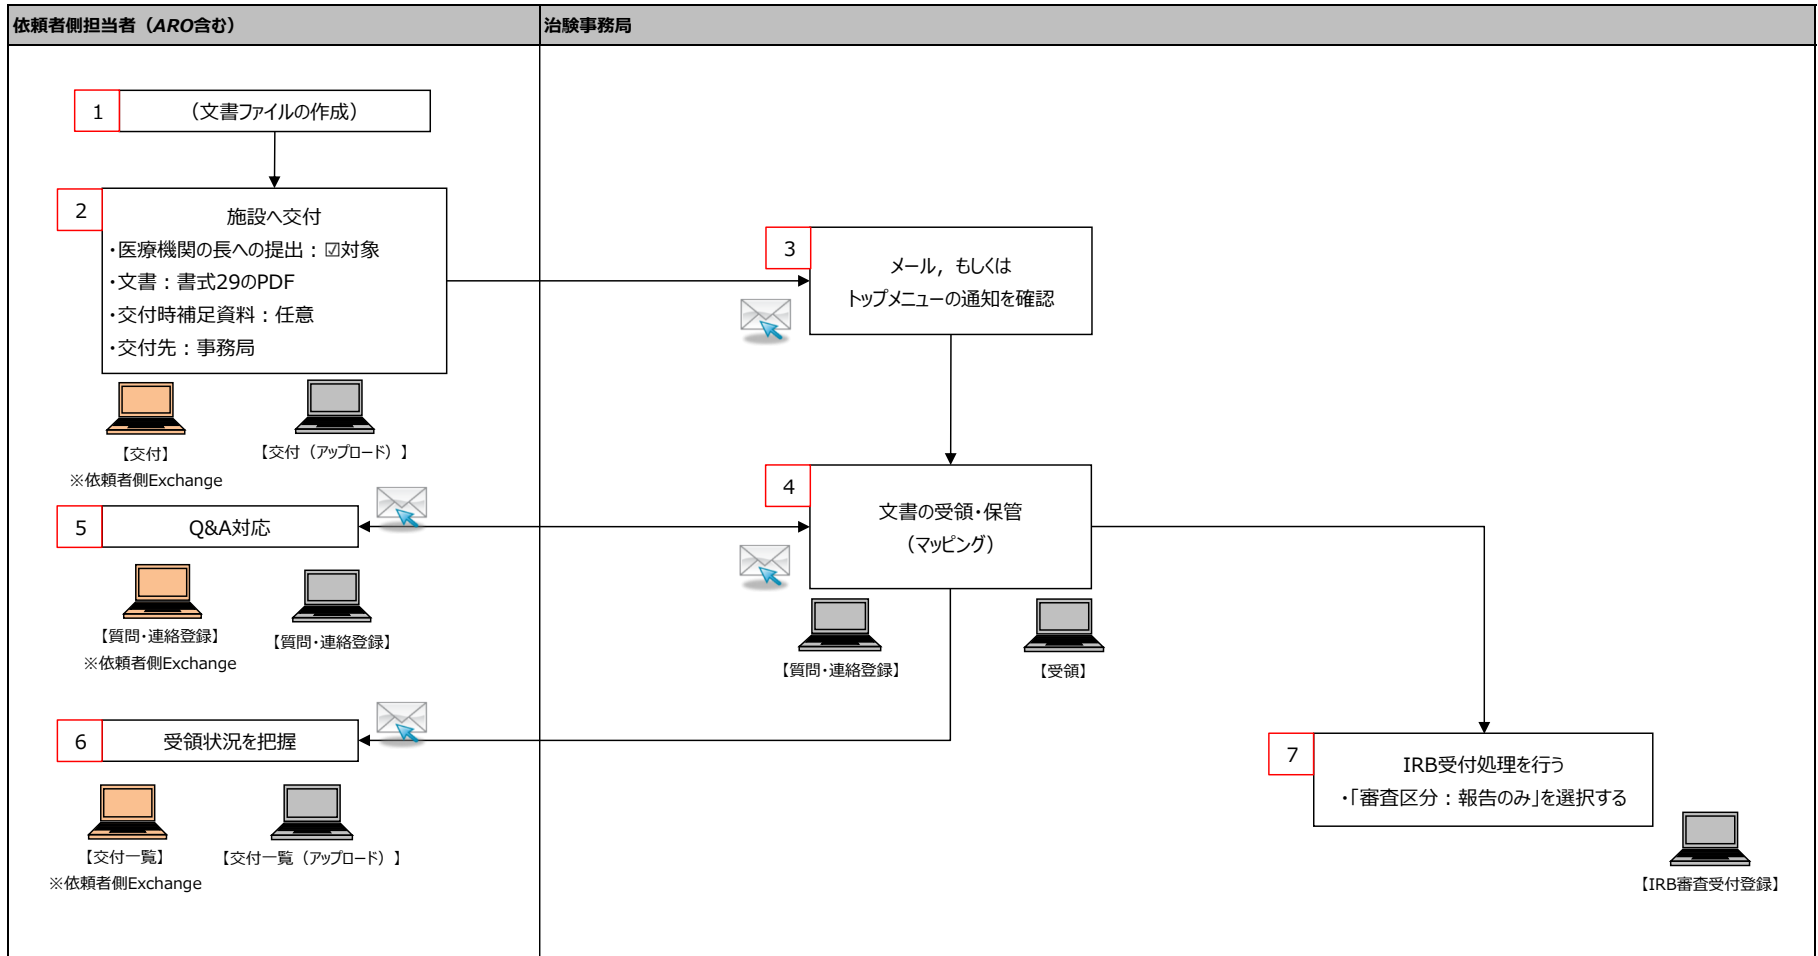 依頼者側担当者（ARO含む）
治験事務局
1
（文書ファイルの作成）
2
施設へ交付
・医療機関の長への提出：☑対象
・文書：書式29のPDF
・交付時補足資料：任意
・交付先：事務局
【交付】
※依頼者側Exchange
【交付（アップロード）】
3
メール，もしくは
トップメニューの通知を確認
4
文書の受領・保管
（マッピング）
【質問・連絡登録】
【受領】
5
Q&A対応
【質問・連絡登録】
※依頼者側Exchange
【質問・連絡登録】
6
受領状況を把握
【交付一覧】
※依頼者側Exchange
【交付一覧（アップロード）】
7
IRB受付処理を行う
・「審査区分：報告のみ」を選択する
【IRB審査受付登録】